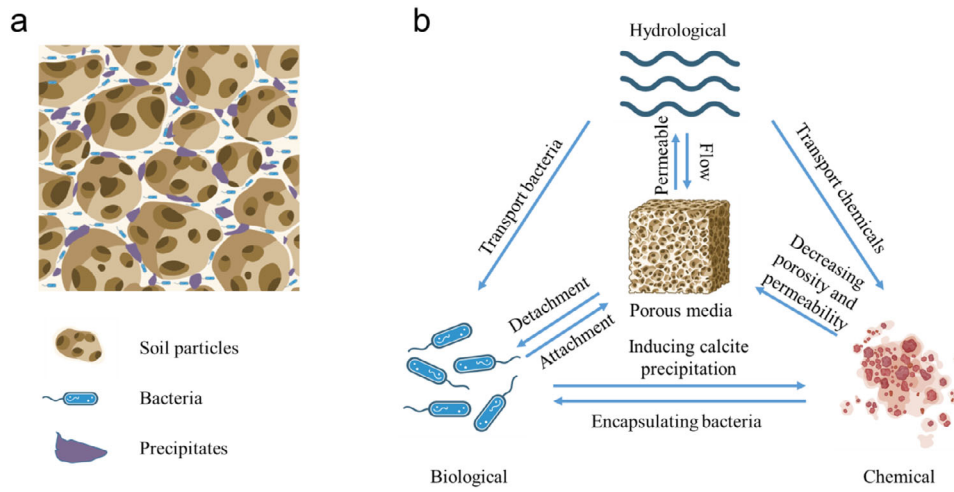 a
Soil particles
Bacteria
Precipitates
b
Hydrological
Transport bacteria
Permeable
Flow
Transport chemicals
Decreasing
porosity and
permeability
Porous media
Detachment
Attachment
Inducing calcite
precipitation
Encapsulating bacteria
Biological
Chemical